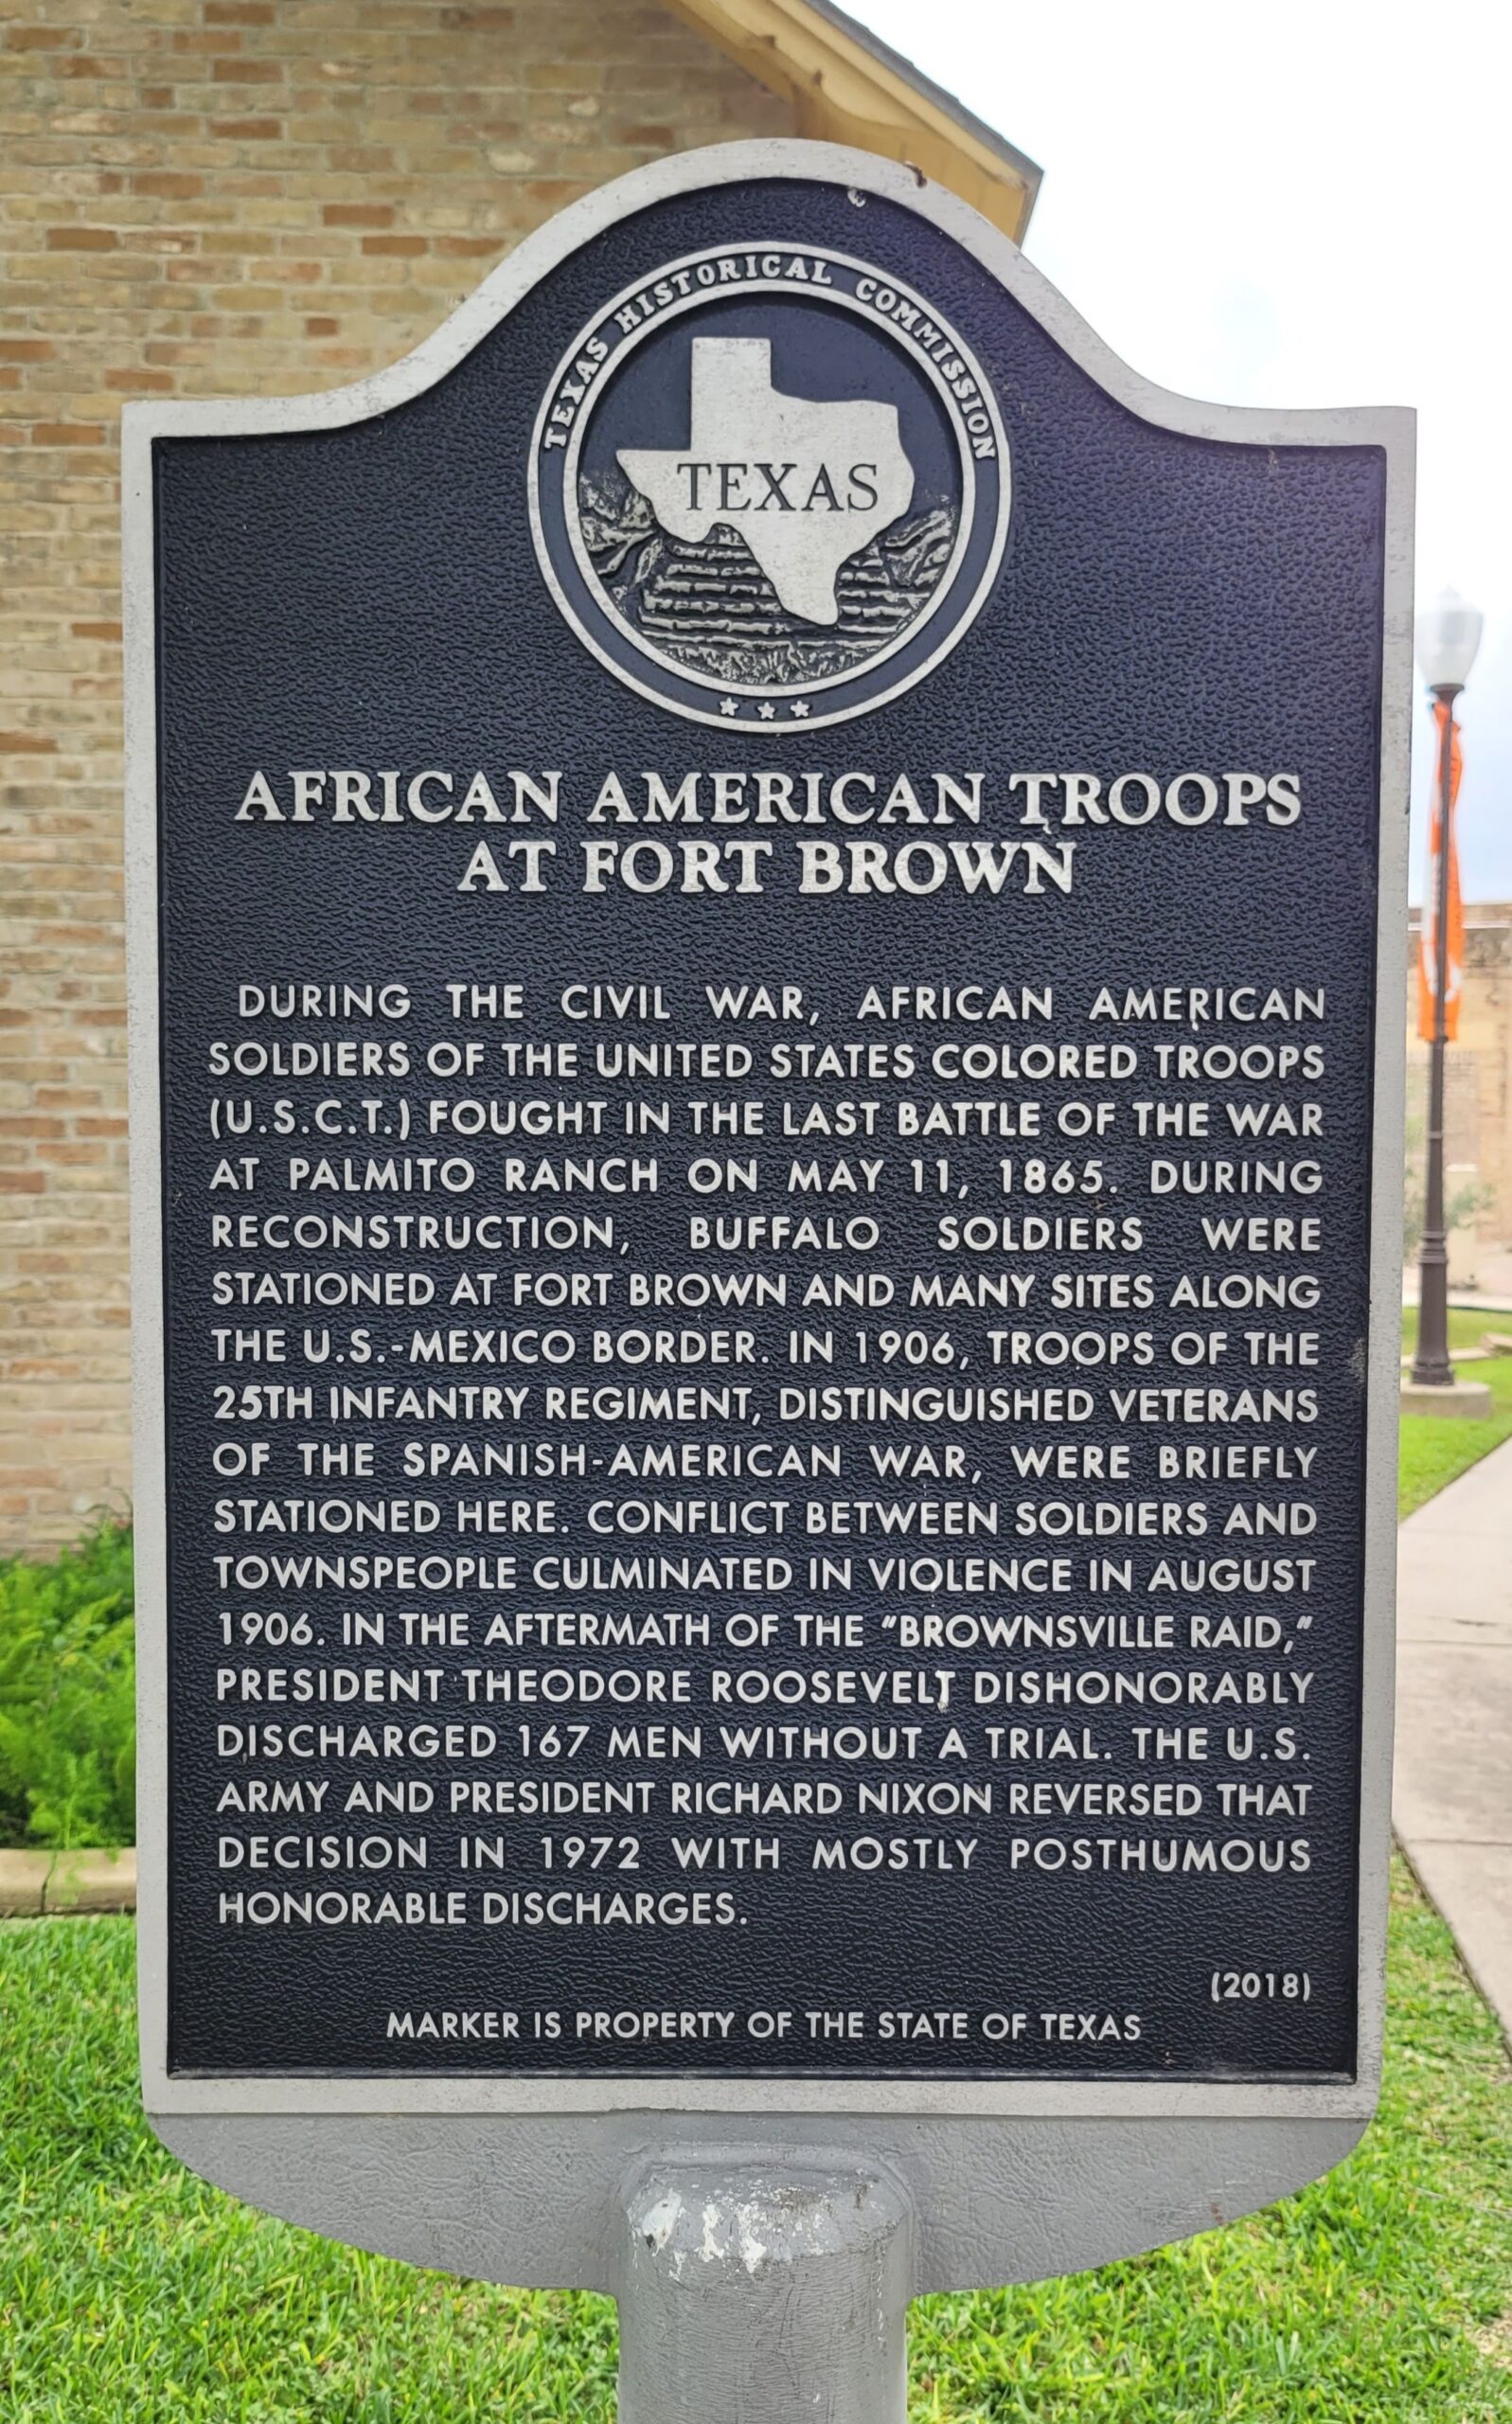 TEXAS HISTORICAL COMMISSION
TEXAS
AFRICAN AMERICAN TROOPS
AT FORT BROWN
DURING THE CIVIL WAR, AFRICAN AMERICAN
SOLDIERS OF THE UNITED STATES COLORED TROOPS
(U.S.C.T.) FOUGHT IN THE LAST BATTLE OF THE WAR
AT PALMITO RANCH ON MAY 11, 1865. DURING
RECONSTRUCTION, BUFFALO SOLDIERS WERE
STATIONED AT FORT BROWN AND MANY SITES ALONG
THE U.S.-MEXICO BORDER. IN 1906, TROOPS OF THE
25TH INFANTRY REGIMENT, DISTINGUISHED VETERANS
OF THE SPANISH-AMERICAN WAR, WERE BRIEFLY
STATIONED HERE. CONFLICT BETWEEN SOLDIERS AND
TOWNSPEOPLE CULMINATED IN VIOLENCE IN AUGUST
1906. IN THE AFTERMATH OF THE “BROWNSVILLE RAID,”
PRESIDENT THEODORE ROOSEVELT DISHONORABLY
DISCHARGED 167 MEN WITHOUT A TRIAL. THE U.S.
ARMY AND PRESIDENT RICHARD NIXON REVERSED THAT
DECISION IN 1972 WITH MOSTLY POSTHUMOUS
HONORABLE DISCHARGES.
(2018)
MARKER IS PROPERTY OF THE STATE OF TEXAS